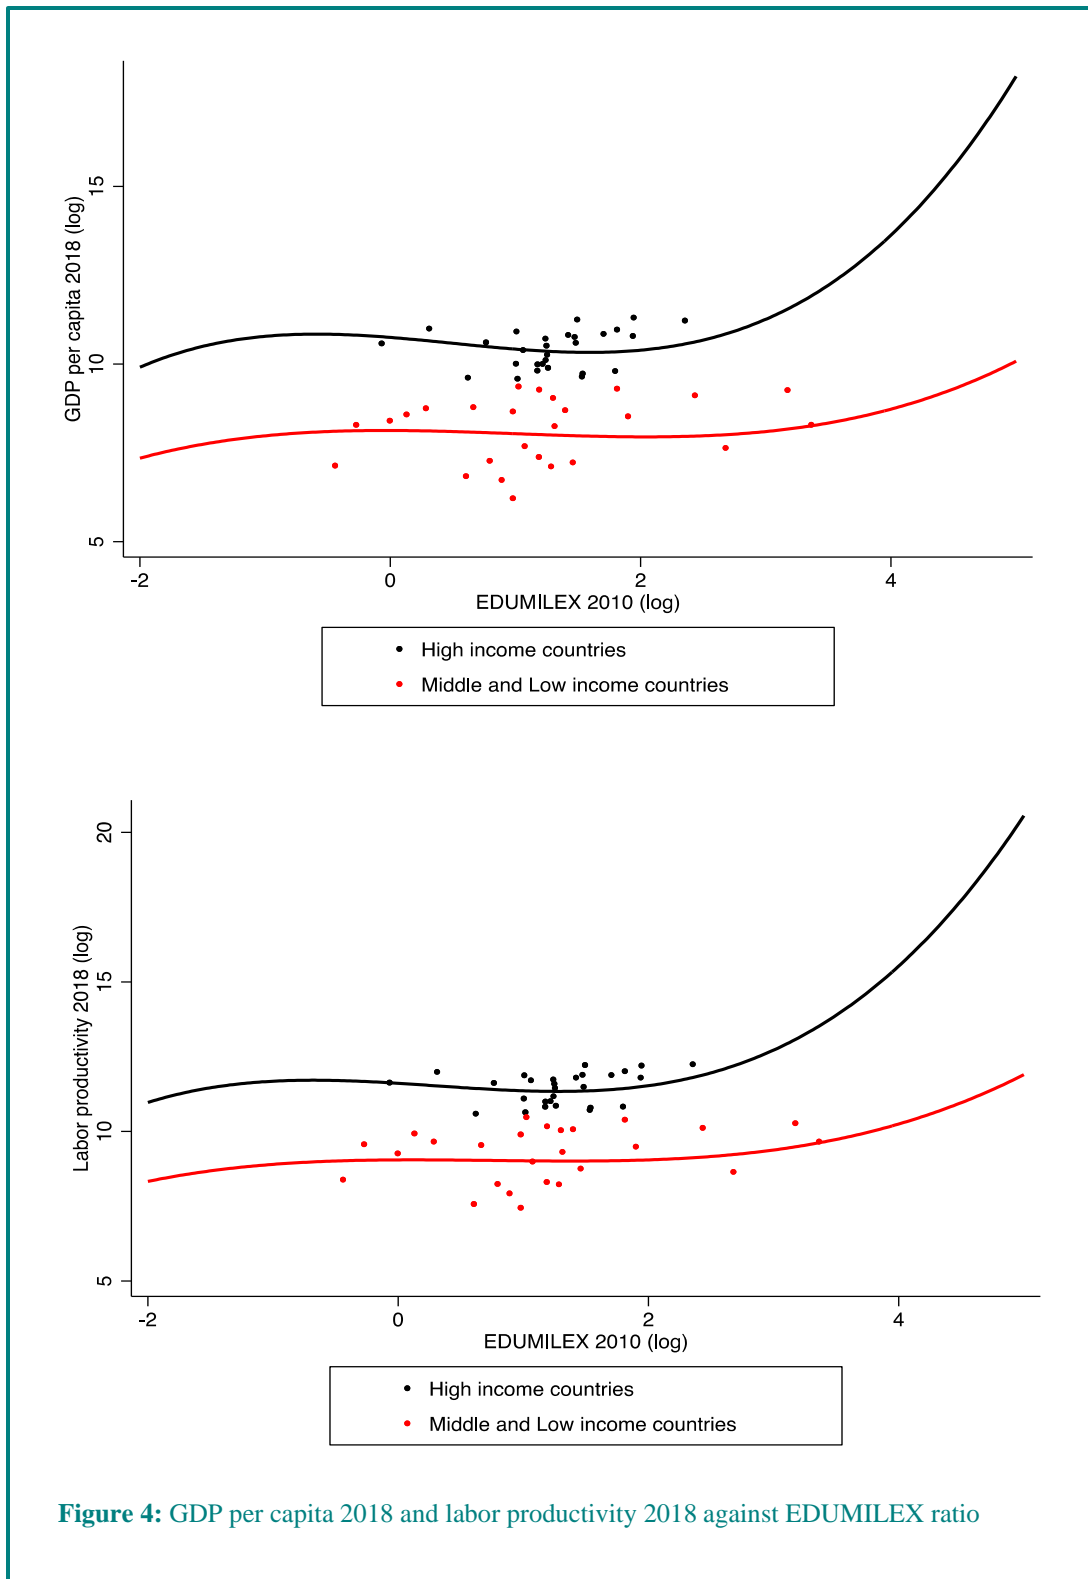 GDP per capita 2018 (log)
15
10
5
-2 0 2 4
EDUMILEX 2010 (log)
High income countries
Middle and Low income countries
Labor productivity 2018 (log)
20
15
10
5
-2 0 2 4
EDUMILEX 2010 (log)
High income countries
Middle and Low income countries
Figure 4: GDP per capita 2018 and labor productivity 2018 against EDUMILEX ratio